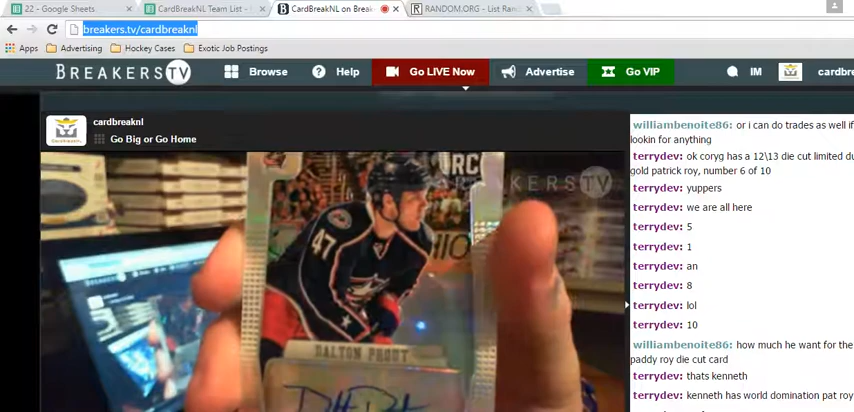 22 - Google Sheets
CardBreakNL Team List -
CardBreakNL on Break
RANDOM.ORG - List Ran
breakers.tv/cardbreaknl
Apps Advertising Hockey Cases Exotic Job Postings
BREAKERS TV Browse Help Go LIVE Now Advertise Go VIP IM cardbre
cardbreaknl
Go Big or Go Home
BREAKERS TV
47
DALTON PROUT
williambenoite86: or i can do trades as well if
lookin for anything
terrydev: ok coryg has a 12\13 die cut limited du
gold patrick roy, number 6 of 10
terrydev: yuppers
terrydev: we are all here
terrydev: 5
terrydev: 1
terrydev: an
terrydev: 8
terrydev: lol
terrydev: 10
williambenoite86: how much he want for the
paddy roy die cut card
terrydev: thats kenneth
terrydev: kenneth has world domination pat roy